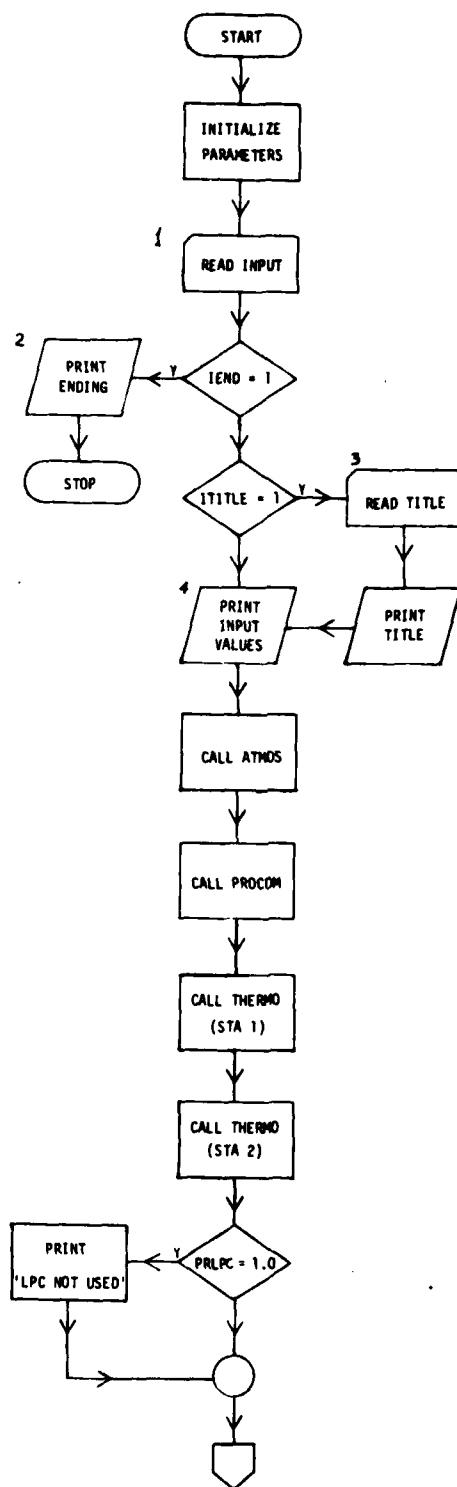 START
INITIALIZE
PARAMETERS
1
READ INPUT
2
PRINT
ENDING
Y
IEND = 1
STOP
ITITLE = 1
Y
3
READ TITLE
4
PRINT
INPUT
VALUES
PRINT
TITLE
CALL ATMOS
CALL PROCOM
CALL THERMO
(STA 1)
CALL THERMO
(STA 2)
PRINT
'LPC NOT USED'
Y
PRLPC = 1.0